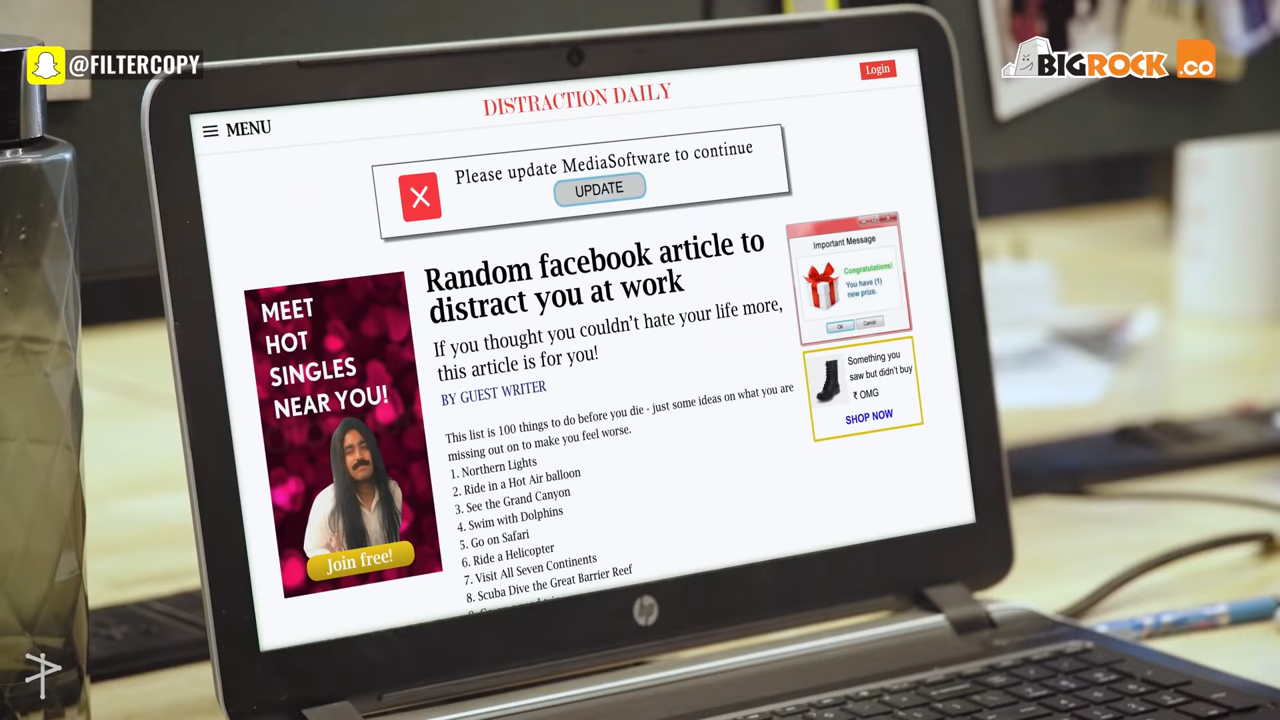 @FILTERCOPY
BIGROCK .CO
Login
DISTRACTION DAILY
MENU
Please update MediaSoftware to continue
UPDATE
Random facebook article to
distract you at work
If you thought you couldn't hate your life more,
this article is for you!
BY GUEST WRITER
This list is 100 things to do before you die - just some ideas on what you are
missing out on to make you feel worse.
1. Northern Lights
2. Ride in a Hot Air balloon
3. See the Grand Canyon
4. Swim with Dolphins
5. Go on Safari
6. Ride a Helicopter
7. Visit All Seven Continents
8. Scuba Dive the Great Barrier Reef
MEET
HOT
SINGLES
NEAR YOU!
Join free!
Important Message
Congratulations!
You have (1)
new prize.
OK Cancel
Something you
saw but didn't buy
₹ OMG
SHOP NOW
hp